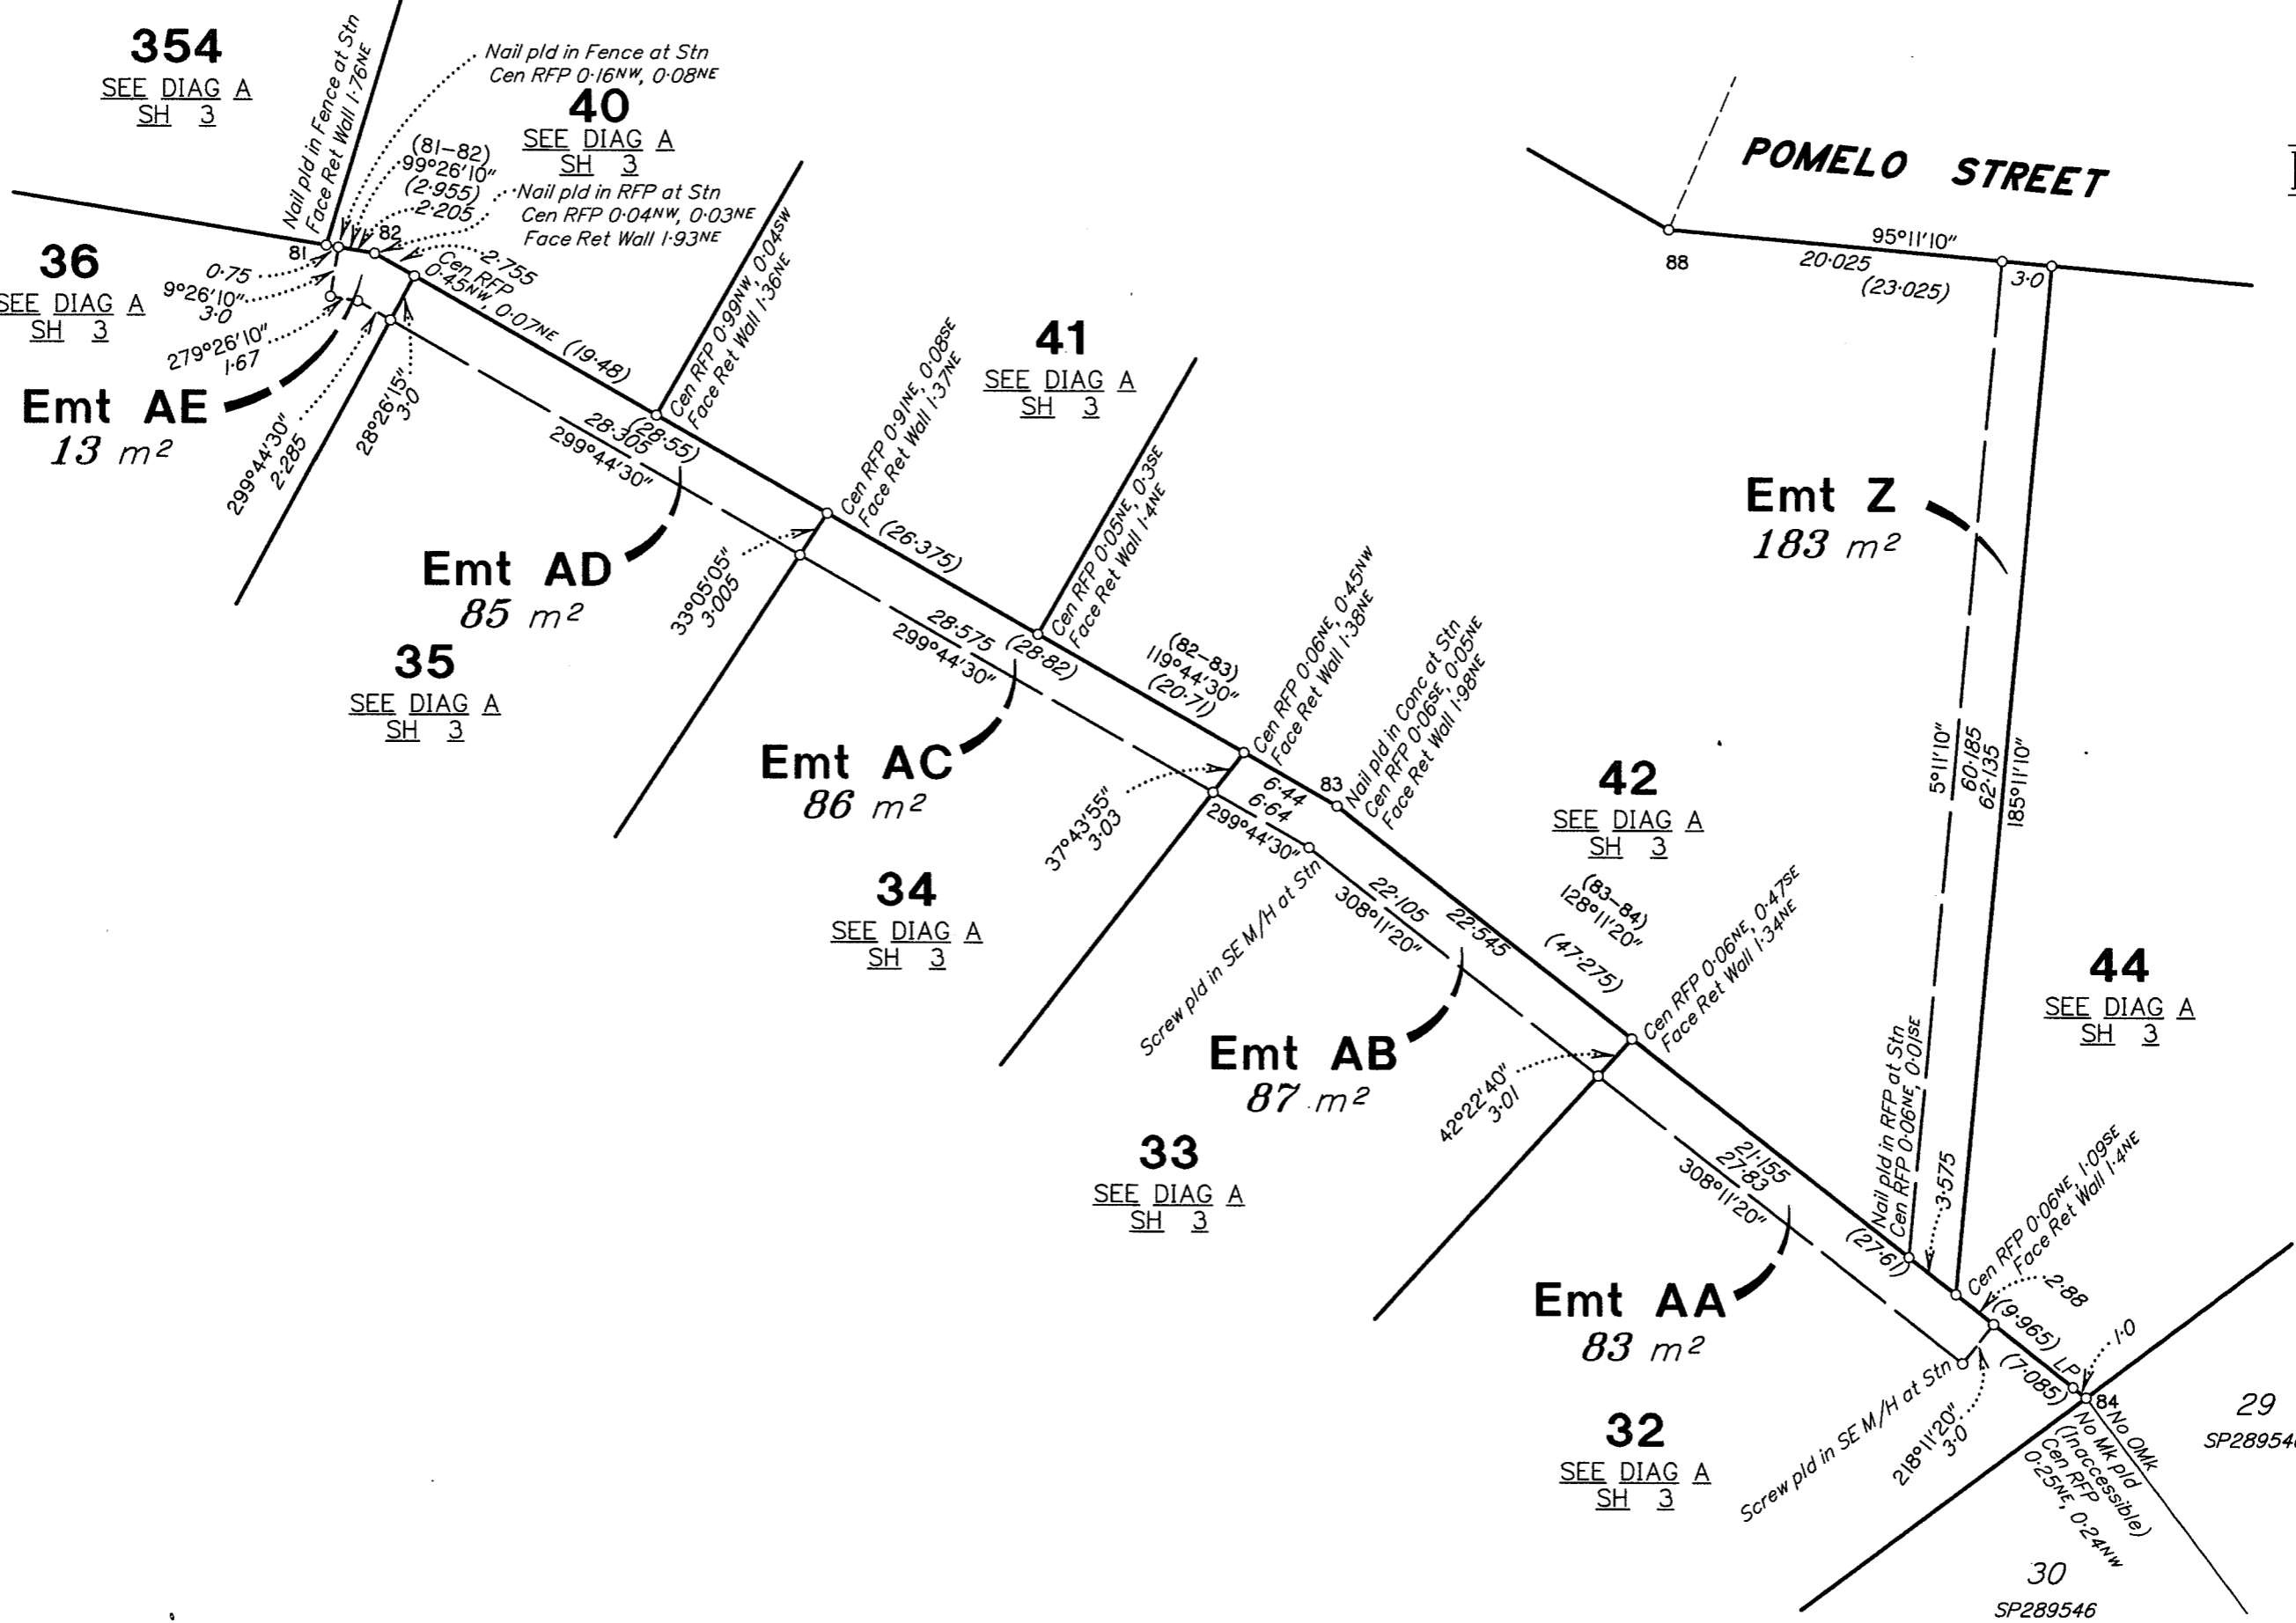 354
SEE DIAG A
SH 3
Nail pld in Fence at Stn
Face Ret Wall 1·76NE
Nail pld in Fence at Stn
Cen RFP 0·16NW, 0·08NE
40
SEE DIAG A
SH 3
(81-82)
99°26'10"
(2·955)
2·205
Nail pld in RFP at Stn
Cen RFP 0·04NW, 0·03NE
Face Ret Wall 1·93NE
81
82
36
SEE DIAG A
SH 3
0·75
9°26'10"
3·0
279°26'10"
1·67
2·755
Cen RFP
0·45NW, 0·07NE
(19·48)
Cen RFP 0·99NW, 0·04SW
Face Ret Wall 1·36NE
Emt AE
13 m²
299°44'30"
2·285
28°26'15"
3·0
28·305
(28·55)
299°44'30"
Cen RFP 0·91NE, 0·08SE
Face Ret Wall 1·37NE
41
SEE DIAG A
SH 3
POMELO STREET
88
95°11'10"
20·025
(23·025)
3·0
Emt Z
183 m²
Emt AD
85 m²
33°05'05"
3·005
(26·375)
Cen RFP 0·05NE, 0·3SE
Face Ret Wall 1·4NE
35
SEE DIAG A
SH 3
28·575
(28·82)
299°44'30"
(82-83)
119°44'30"
(20·71)
Cen RFP 0·06NE, 0·45NW
Face Ret Wall 1·38NE
83
Nail pld in Conc at Stn
Cen RFP 0·06SE, 0·05NE
Face Ret Wall 1·98NE
Emt AC
86 m²
37°43'55"
3·03
6·44
6·64
299°44'30"
42
SEE DIAG A
SH 3
5°11'10"
60·185
62·135
185°11'10"
34
SEE DIAG A
SH 3
Screw pld in SE M/H at Stn
22·105
308°11'20"
22·545
(83-84)
128°11'20"
(47·275)
Cen RFP 0·06NE, 0·47SE
Face Ret Wall 1·34NE
44
SEE DIAG A
SH 3
Emt AB
87 m²
42°22'40"
3·01
33
SEE DIAG A
SH 3
21·155
27·83
308°11'20"
(27·61)
Nail pld in RFP at Stn
Cen RFP 0·06NE, 0·01SE
3·575
Cen RFP 0·06NE, 1·09SE
Face Ret Wall 1·4NE
2·88
(9·965)
LP
1·0
(7·085)
84
No OMk
No Mk pld
(Inaccessible)
Cen RFP
0·25NE, 0·24NW
Emt AA
83 m²
Screw pld in SE M/H at Stn
218°11'20"
3·0
32
SEE DIAG A
SH 3
29
SP289546
30
SP289546